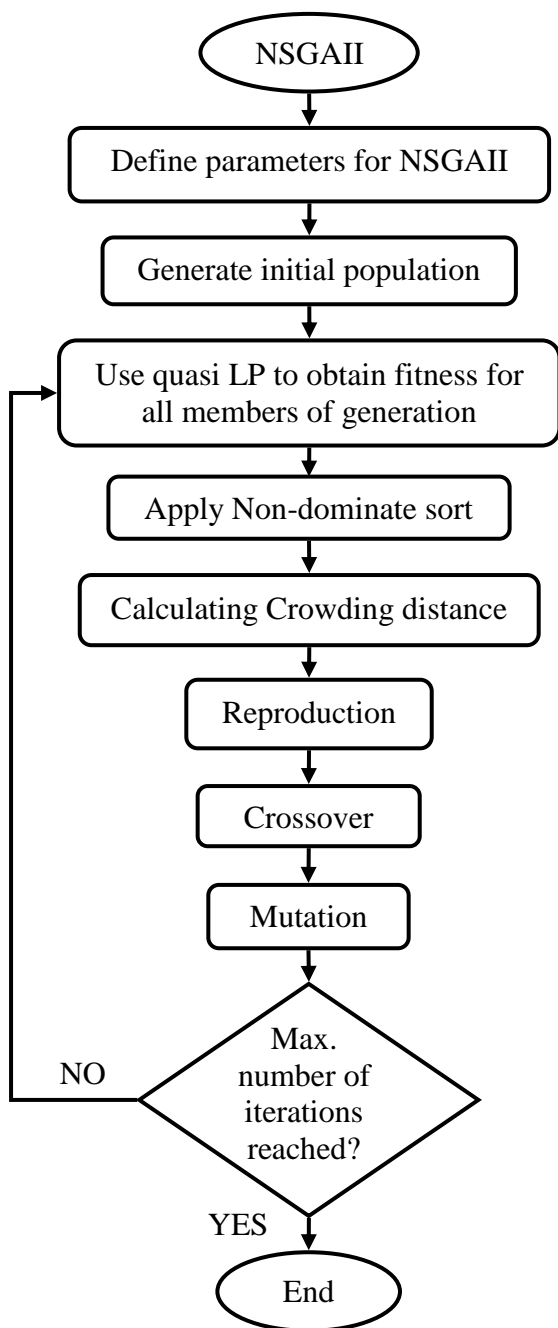 NSGAII
Define parameters for NSGAII
Generate initial population
Use quasi LP to obtain fitness for
all members of generation
Apply Non-dominate sort
Calculating Crowding distance
Reproduction
Crossover
Mutation
Max.
number of
iterations
reached?
NO
YES
End